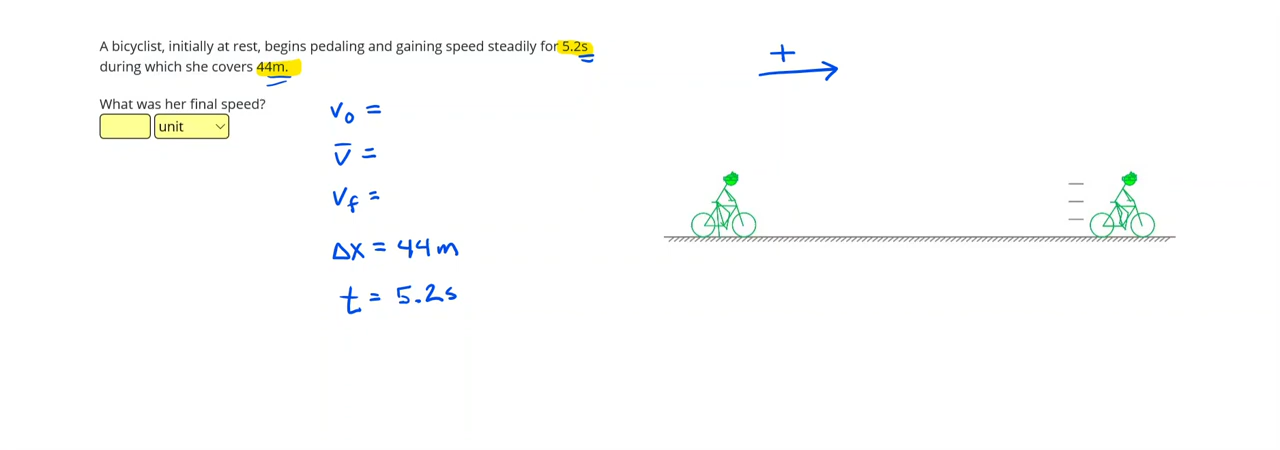 A bicyclist, initially at rest, begins pedaling and gaining speed steadily for 5.2s
during which she covers 44m.
What was her final speed?
unit
v₀ =
v̅ =
v_f =
Δx = 44m
t = 5.2s
+